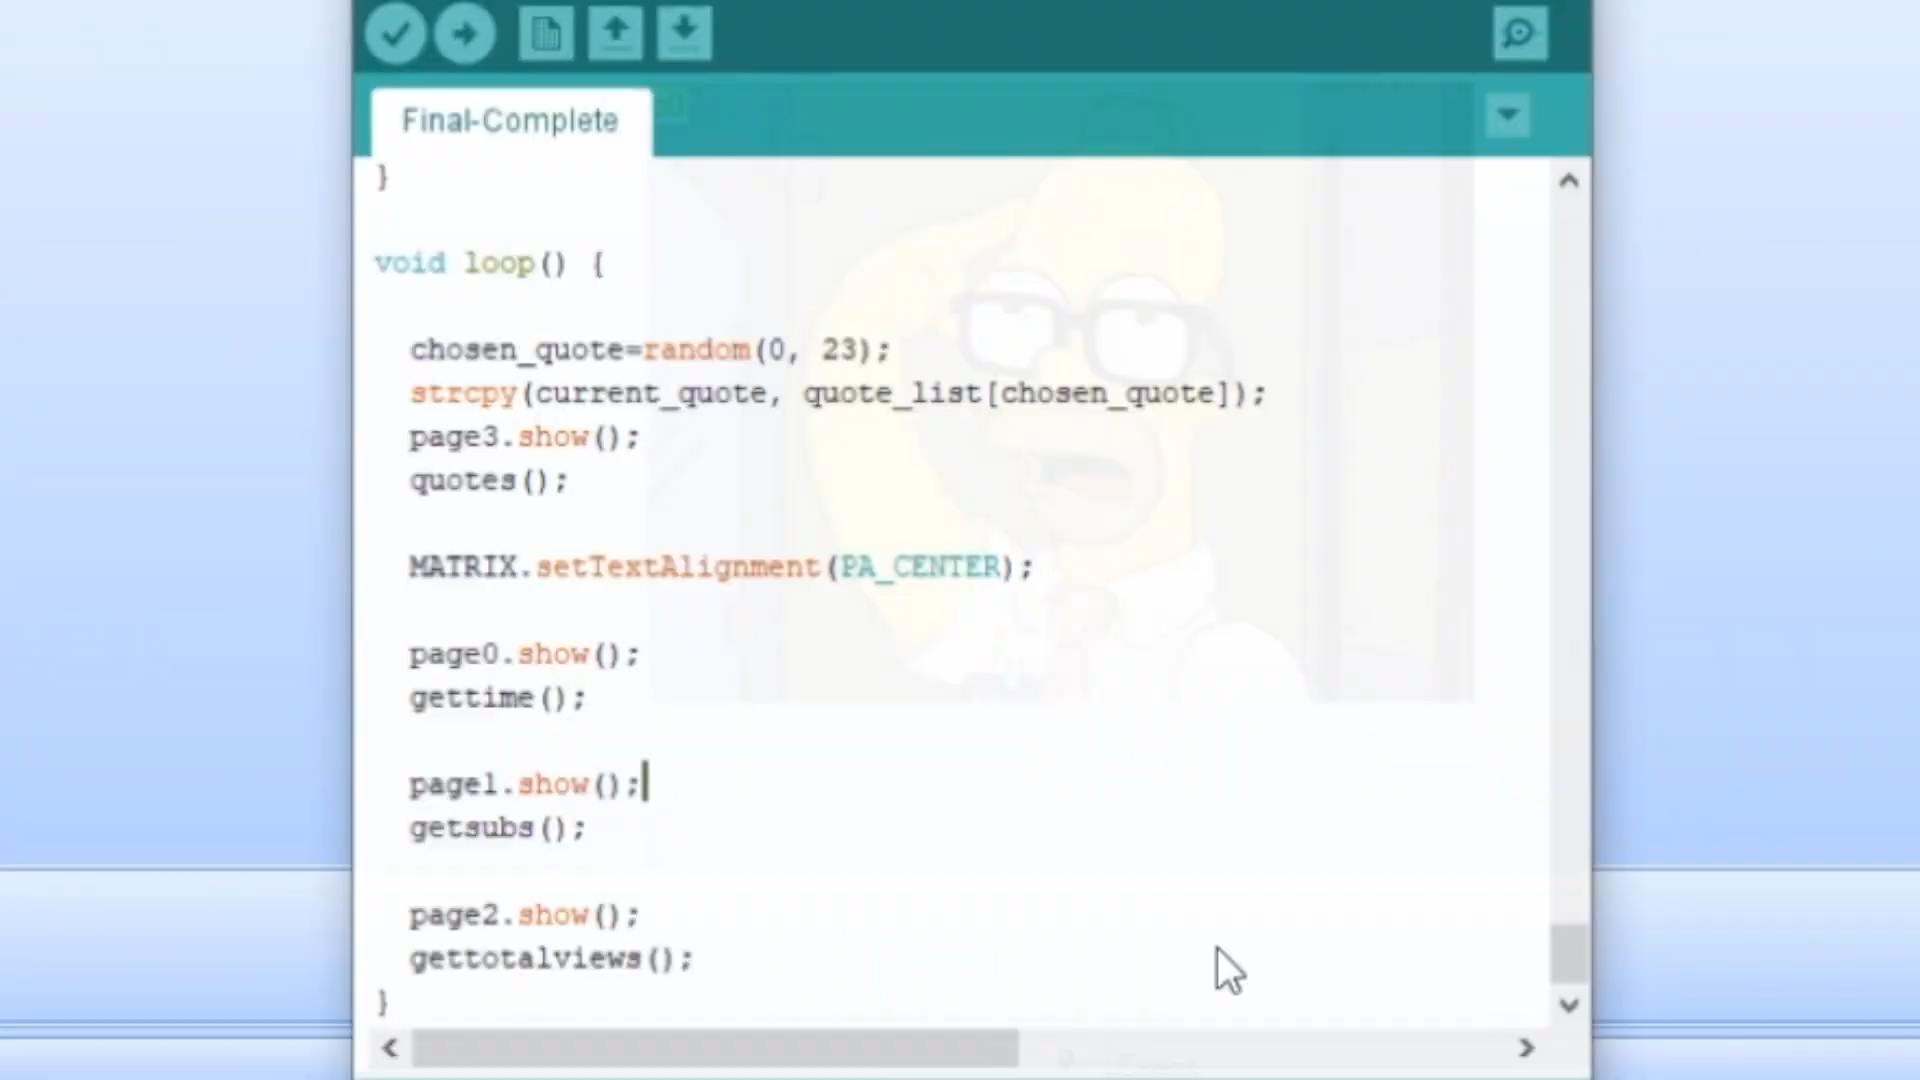 Final-Complete
}
void loop() {
chosen_quote=random(0, 23);
strcpy(current_quote, quote_list[chosen_quote]);
page3.show();
quotes();
MATRIX.setTextAlignment(PA_CENTER);
page0.show();
gettime();
page1.show();
getsubs();
page2.show();
gettotalviews();
}